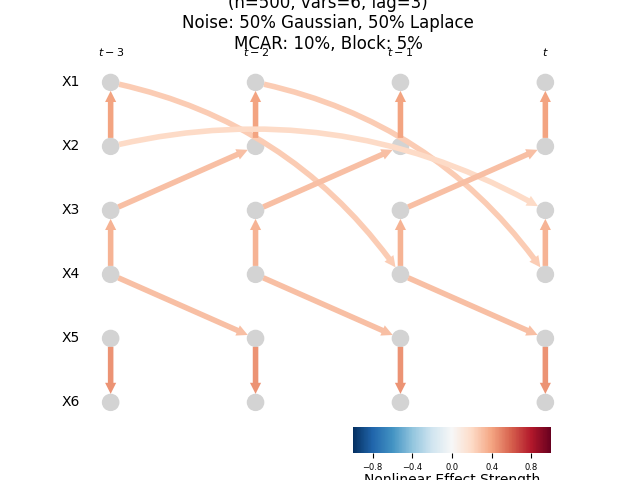 (n=500, vars=6, lag=3)
Noise: 50% Gaussian, 50% Laplace
MCAR: 10%, Block: 5%
t−3 t−2 t−1 t
X1
X2
X3
X4
X5
X6
−0.8 −0.4 0.0 0.4 0.8
Nonlinear Effect Strength